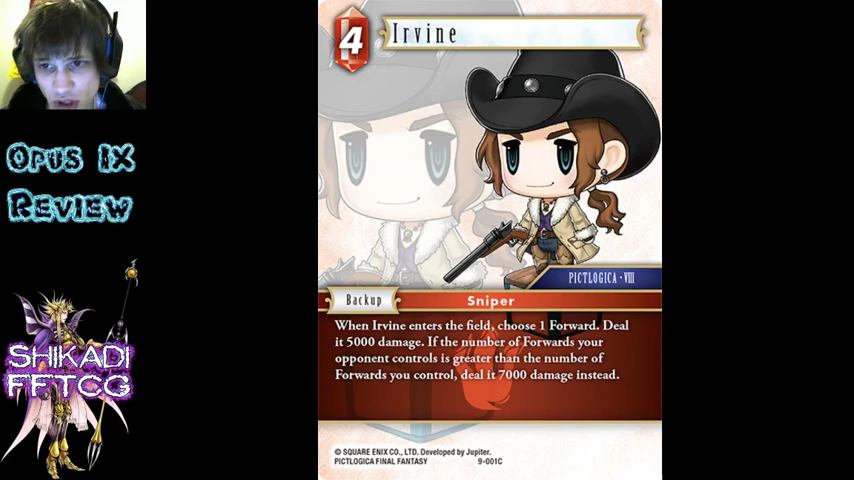 4
Irvine
Opus IX
Review
SHIKADI
FFTCG
PICTLOGICA · VIII
Backup
Sniper
When Irvine enters the field, choose 1 Forward. Deal
it 5000 damage. If the number of Forwards your
opponent controls is greater than the number of
Forwards you control, deal it 7000 damage instead.
© SQUARE ENIX CO., LTD. Developed by Jupiter.
PICTLOGICA FINAL FANTASY 9-001C